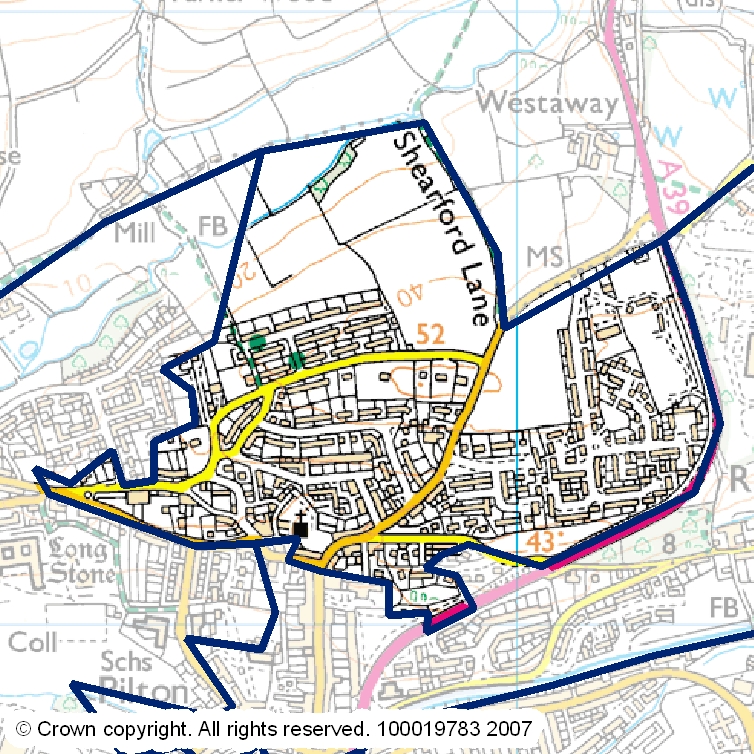 Westaway
Shearford Lane
W
W
A 39
Mill
FB
MS
20
10
40
52
43
8
FB
Long
Stone
Coll
Schs
Pilton
R
© Crown copyright. All rights reserved. 100019783 2007